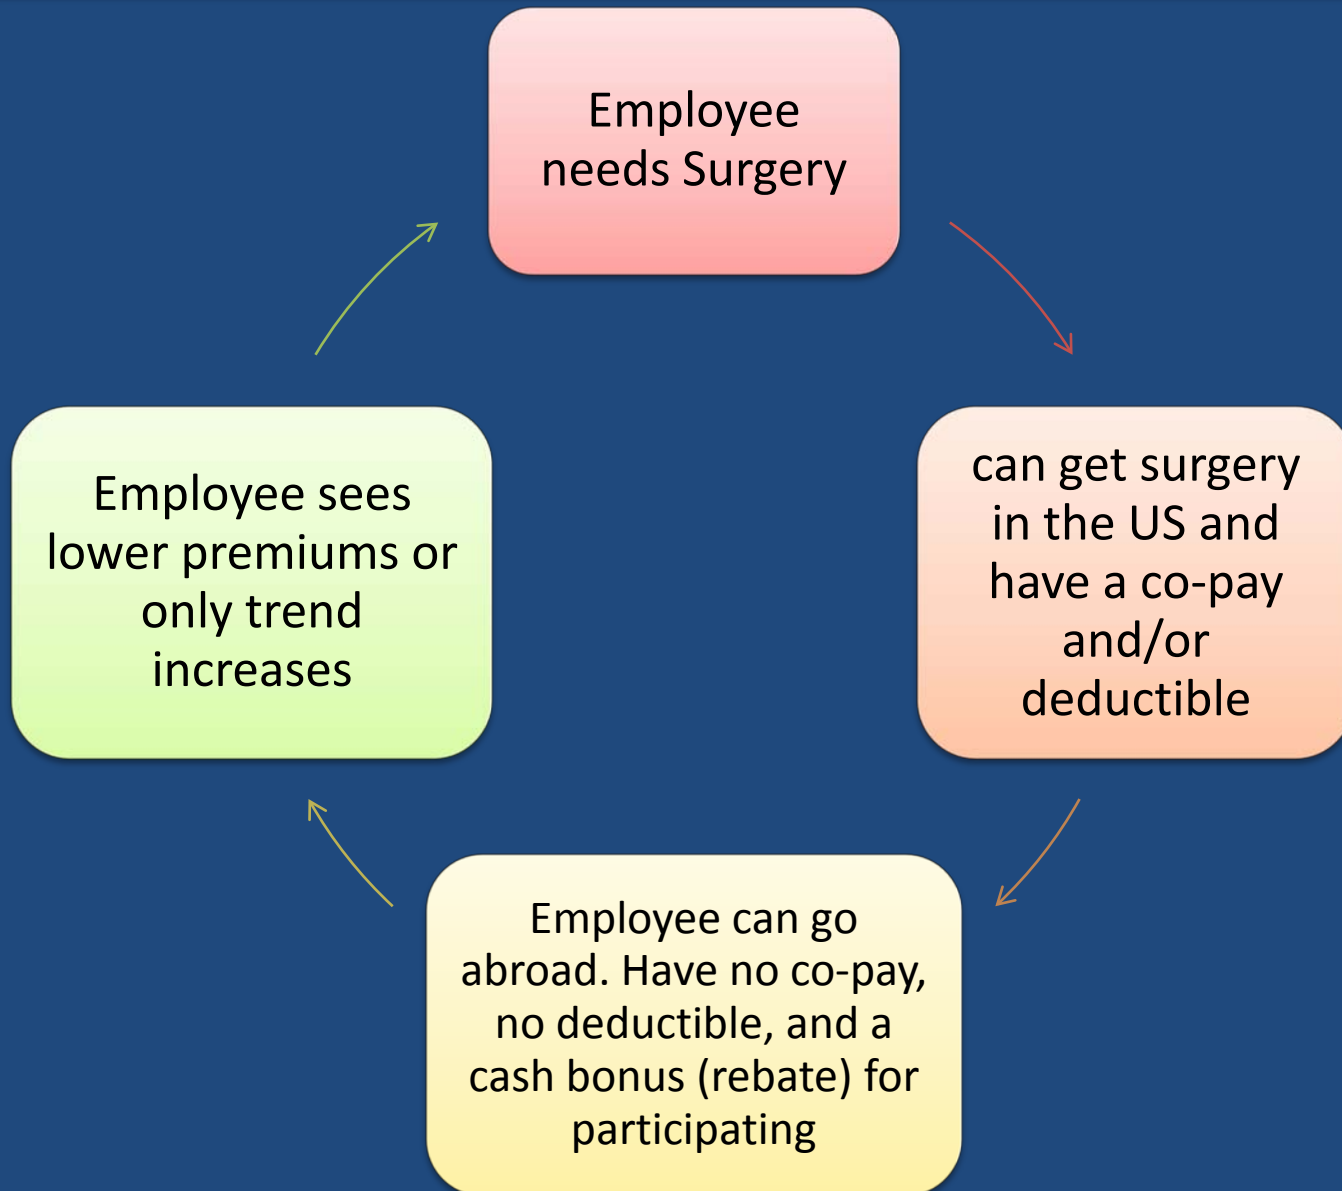 Employee
needs Surgery
can get surgery
in the US and
have a co-pay
and/or
deductible
Employee can go
abroad. Have no co-pay,
no deductible, and a
cash bonus (rebate) for
participating
Employee sees
lower premiums or
only trend
increases